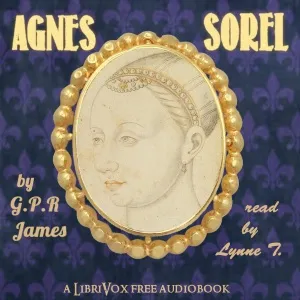 AGNES SOREL
by
G.P.R
James
read
by
Lynne T.
A LIBRIVOX FREE AUDIOBOOK